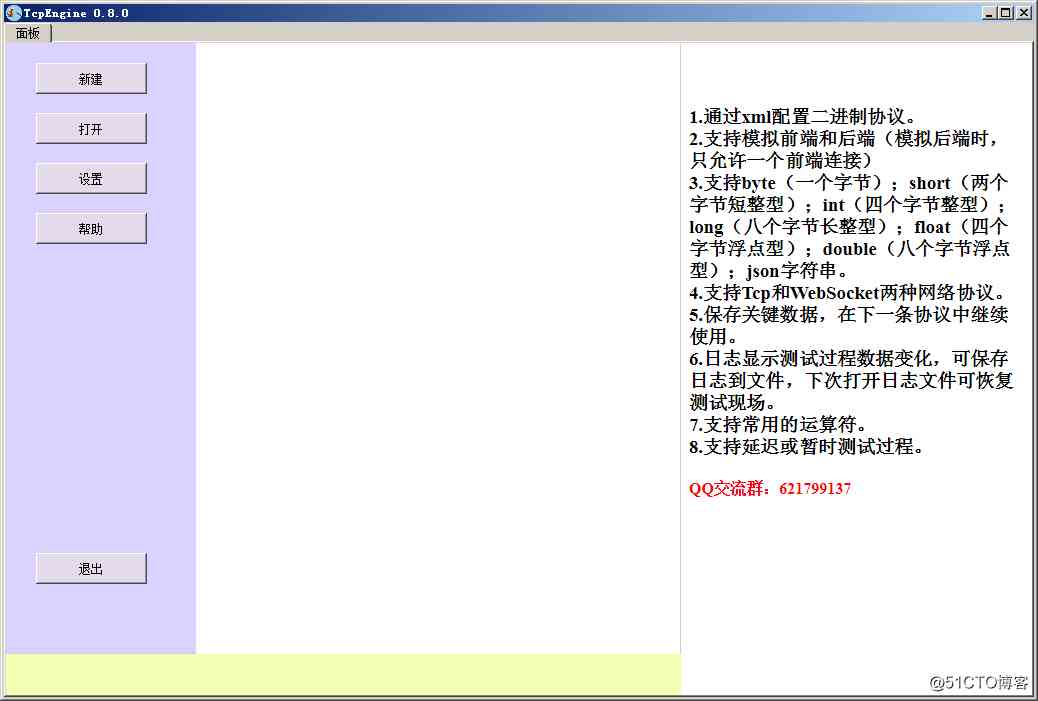 TcpEngine 0.8.0
面板
新建
打开
设置
帮助
退出
1.通过xml配置二进制协议。
2.支持模拟前端和后端（模拟后端时，
只允许一个前端连接）
3.支持byte（一个字节）；short（两个
字节短整型）；int（四个字节整型）；
long（八个字节长整型）；float（四个
字节浮点型）；double（八个字节浮点
型）；json字符串。
4.支持Tcp和WebSocket两种网络协议。
5.保存关键数据，在下一条协议中继续
使用。
6.日志显示测试过程数据变化，可保存
日志到文件，下次打开日志文件可恢复
测试现场。
7.支持常用的运算符。
8.支持延迟或暂时测试过程。
QQ交流群：621799137
@51CTO博客